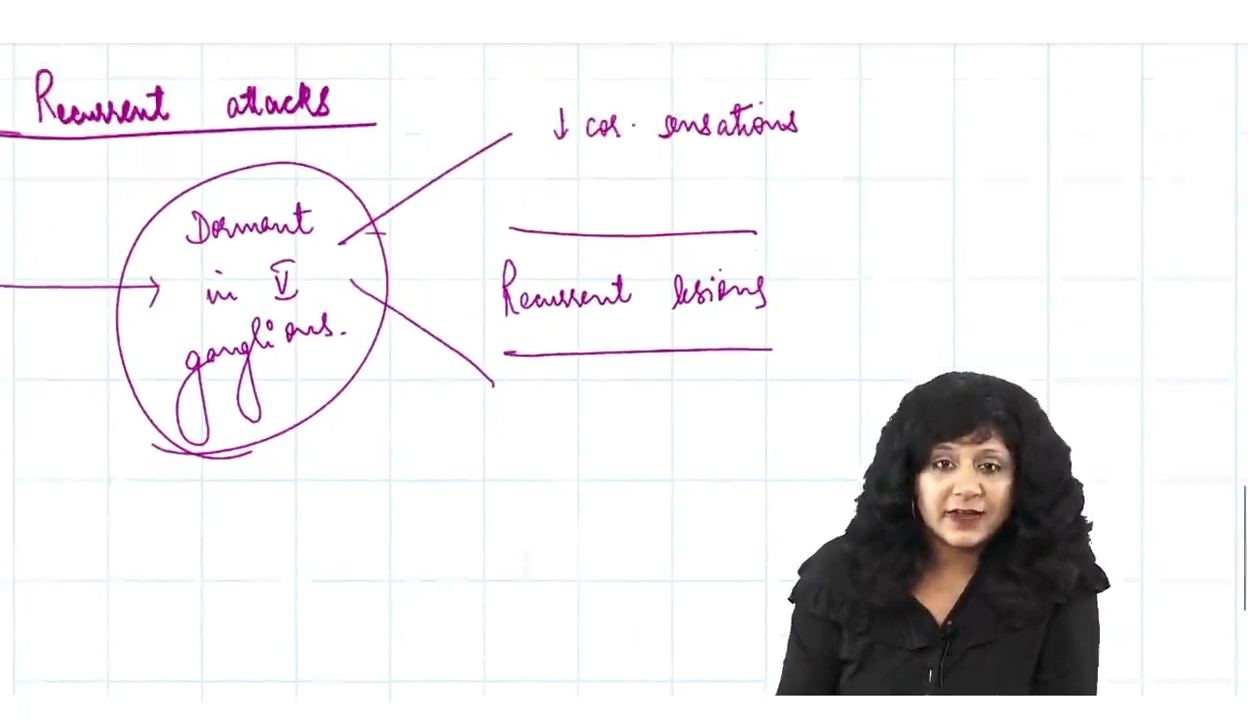 Recurrent attacks
↓ cor. sensations
Dormant
in V
ganglions.
Recurrent lesions